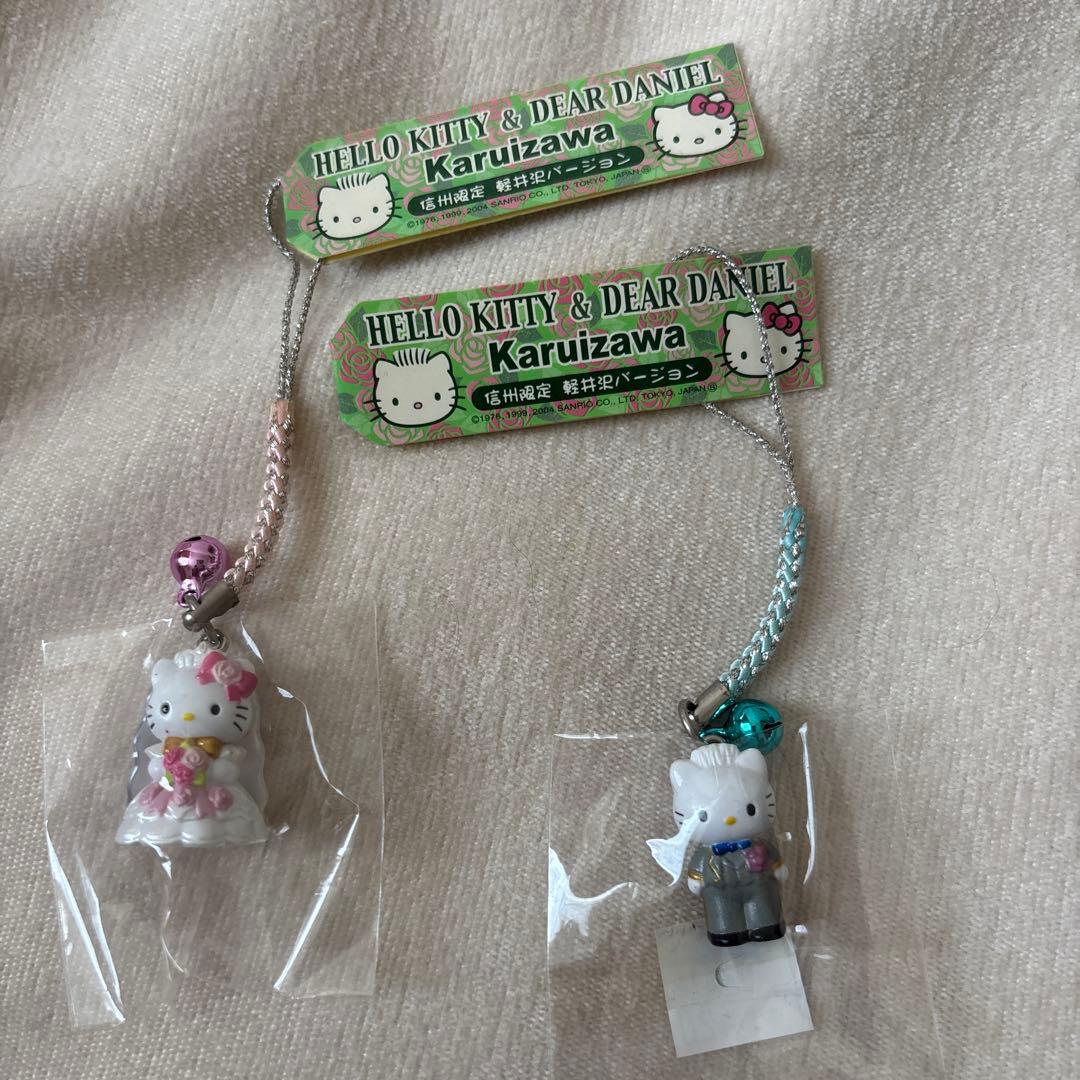 HELLO KITTY & DEAR DANIEL
Karuizawa
信州限定 軽井沢バージョン
©1976, 1999, 2004 SANRIO CO., LTD. TOKYO, JAPAN Ⓗ
HELLO KITTY & DEAR DANIEL
Karuizawa
信州限定 軽井沢バージョン
©1976, 1999, 2004 SANRIO CO., LTD. TOKYO, JAPAN